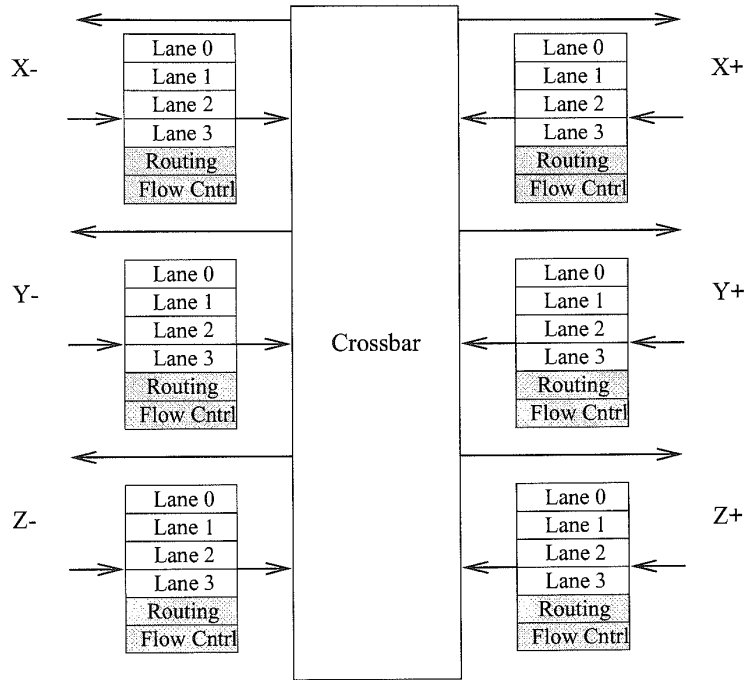 X-
Lane 0
Lane 1
Lane 2
Lane 3
Routing
Flow Cntrl
Lane 0
Lane 1
Lane 2
Lane 3
Routing
Flow Cntrl
X+
Y-
Lane 0
Lane 1
Lane 2
Lane 3
Routing
Flow Cntrl
Crossbar
Lane 0
Lane 1
Lane 2
Lane 3
Routing
Flow Cntrl
Y+
Z-
Lane 0
Lane 1
Lane 2
Lane 3
Routing
Flow Cntrl
Lane 0
Lane 1
Lane 2
Lane 3
Routing
Flow Cntrl
Z+